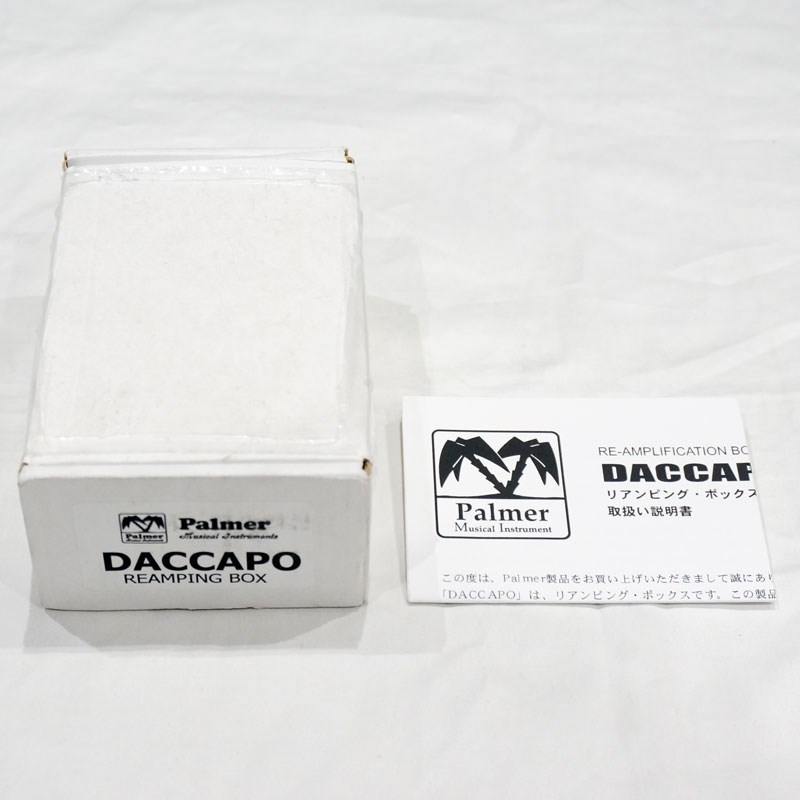 Palmer
Palmer
Musical Instruments
DACCAPO
REAMPING BOX
Palmer
Musical Instrument
RE-AMPLIFICATION BO
DACCAP
リアンピング・ボックス
取扱い説明書
この度は、Palmer製品をお買い上げいただきまして誠にあり
「DACCAPO」は、リアンピング・ボックスです。この製品